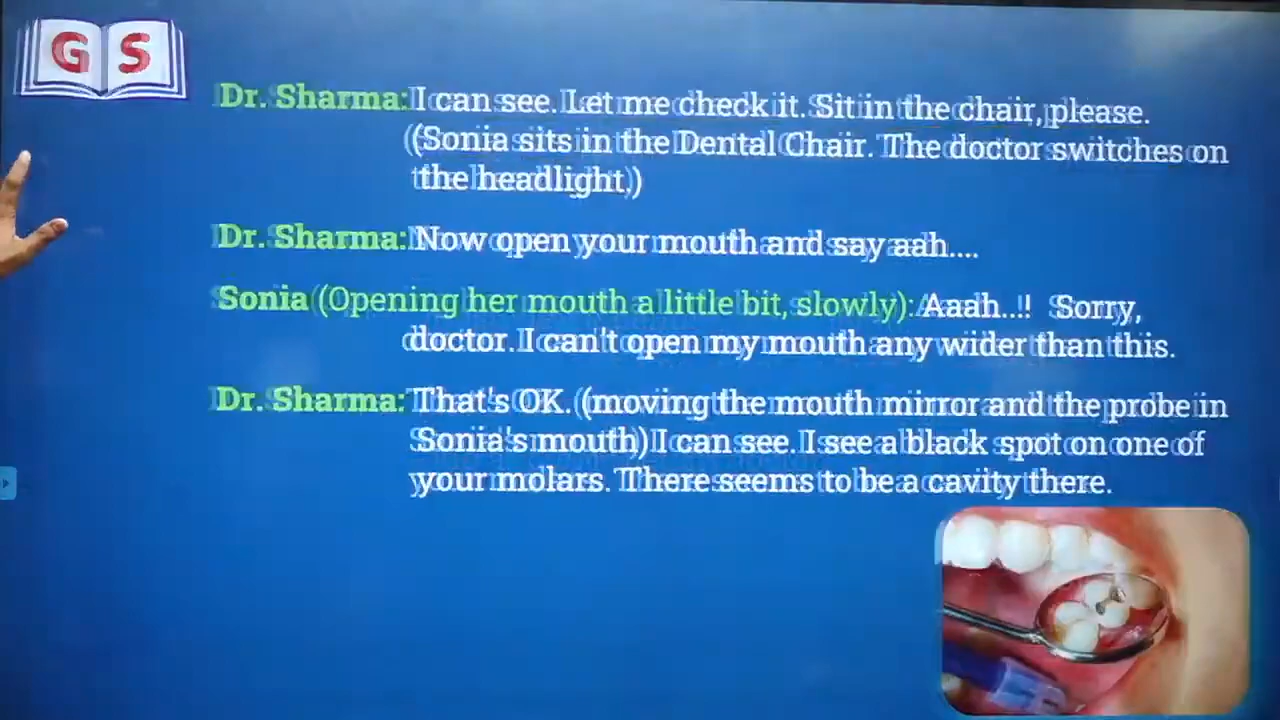 G S
Dr. Sharma: I can see. Let me check it. Sit in the chair, please.
(Sonia sits in the Dental Chair. The doctor switches on
the headlight.)
Dr. Sharma: Now open your mouth and say aah....
Sonia (Opening her mouth a little bit, slowly): Aaah..!! Sorry,
doctor. I can't open my mouth any wider than this.
Dr. Sharma: That's OK. (moving the mouth mirror and the probe in
Sonia's mouth) I can see. I see a black spot on one of
your molars. There seems to be a cavity there.